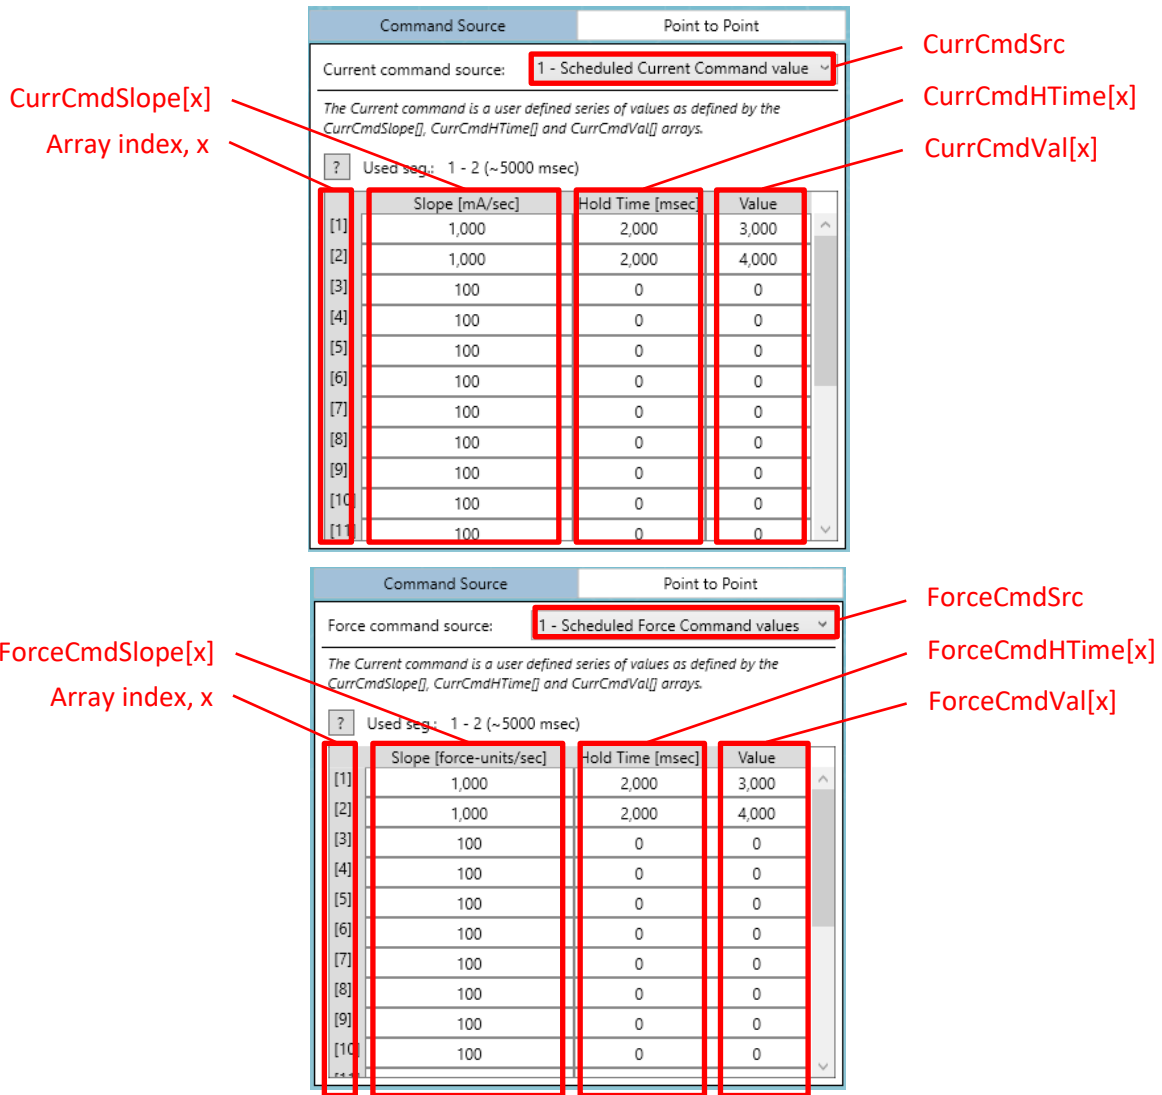 Command Source Point to Point
CurrCmdSrc
Current command source: 1 - Scheduled Current Command value
CurrCmdSlope[x]
CurrCmdHTime[x]
The Current command is a user defined series of values as defined by the
CurrCmdSlope[], CurrCmdHTime[] and CurrCmdVal[] arrays.
Array index, x
CurrCmdVal[x]
? Used seg.: 1 - 2 (~5000 msec)
Slope [mA/sec] Hold Time [msec] Value
[1] 1,000 2,000 3,000
[2] 1,000 2,000 4,000
[3] 100 0 0
[4] 100 0 0
[5] 100 0 0
[6] 100 0 0
[7] 100 0 0
[8] 100 0 0
[9] 100 0 0
[10] 100 0 0
[11] 100 0 0
Command Source Point to Point
ForceCmdSrc
Force command source: 1 - Scheduled Force Command values
ForceCmdSlope[x]
ForceCmdHTime[x]
The Current command is a user defined series of values as defined by the
CurrCmdSlope[], CurrCmdHTime[] and CurrCmdVal[] arrays.
Array index, x
ForceCmdVal[x]
? Used seg.: 1 - 2 (~5000 msec)
Slope [force-units/sec] Hold Time [msec] Value
[1] 1,000 2,000 3,000
[2] 1,000 2,000 4,000
[3] 100 0 0
[4] 100 0 0
[5] 100 0 0
[6] 100 0 0
[7] 100 0 0
[8] 100 0 0
[9] 100 0 0
[10] 100 0 0